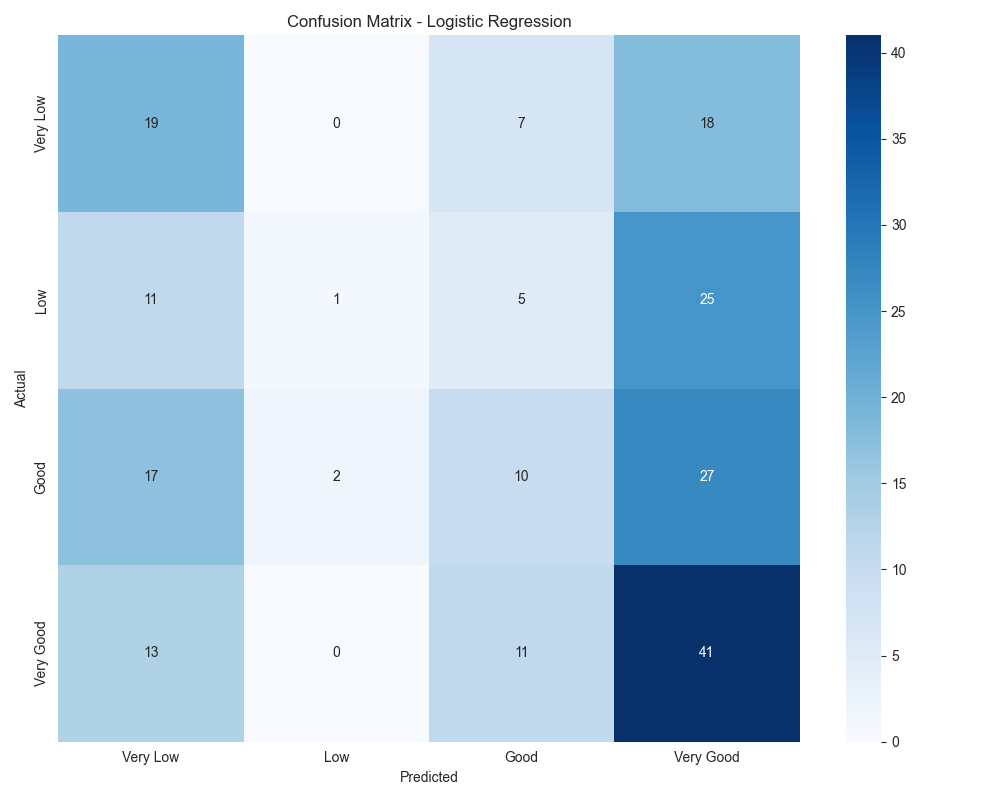 Confusion Matrix - Logistic Regression
Actual
Very Low
19 0 7 18
Low
11 1 5 25
Good
17 2 10 27
Very Good
13 0 11 41
Very Low Low Good Very Good
Predicted
40
35
30
25
20
15
10
5
0